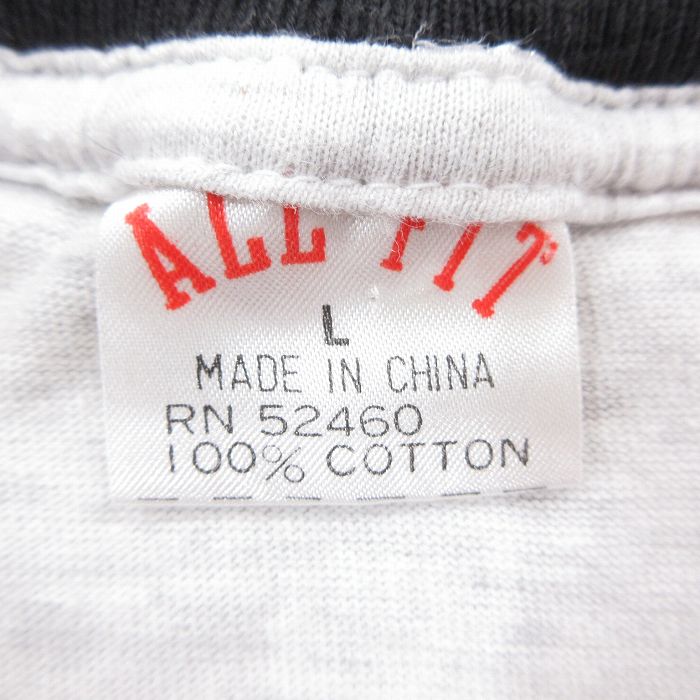 ALL FIT
L
MADE IN CHINA
RN 52460
100% COTTON